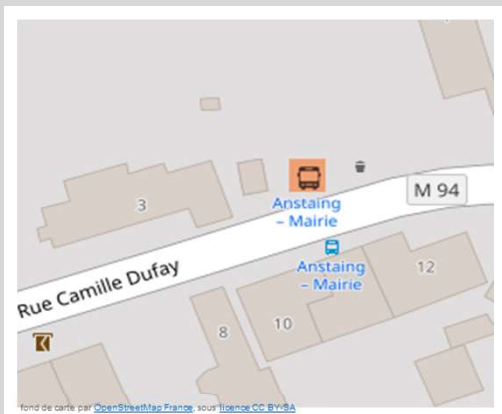 3
Anstaing
– Mairie
M 94
Anstaing
– Mairie
12
Rue Camille Dufay
8
10
fond de carte par OpenStreetMap France, sous licence CC BY-SA